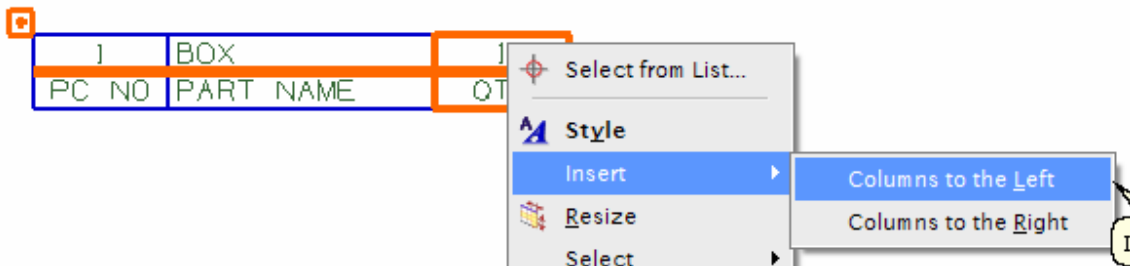 1 BOX 1
PC NO PART NAME QT
Select from List...
Style
Insert
Columns to the Left
Resize
Columns to the Right
Select